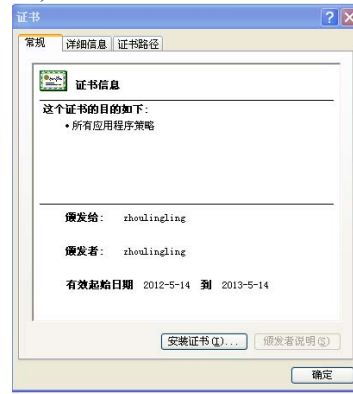 证书
常规 详细信息 证书路径
证书信息
这个证书的目的如下:
•所有应用程序策略
颁发给: zhoulingling
颁发者: zhoulingling
有效起始日期 2012-5-14 到 2013-5-14
安装证书(I)... 颁发者说明(S)
确定